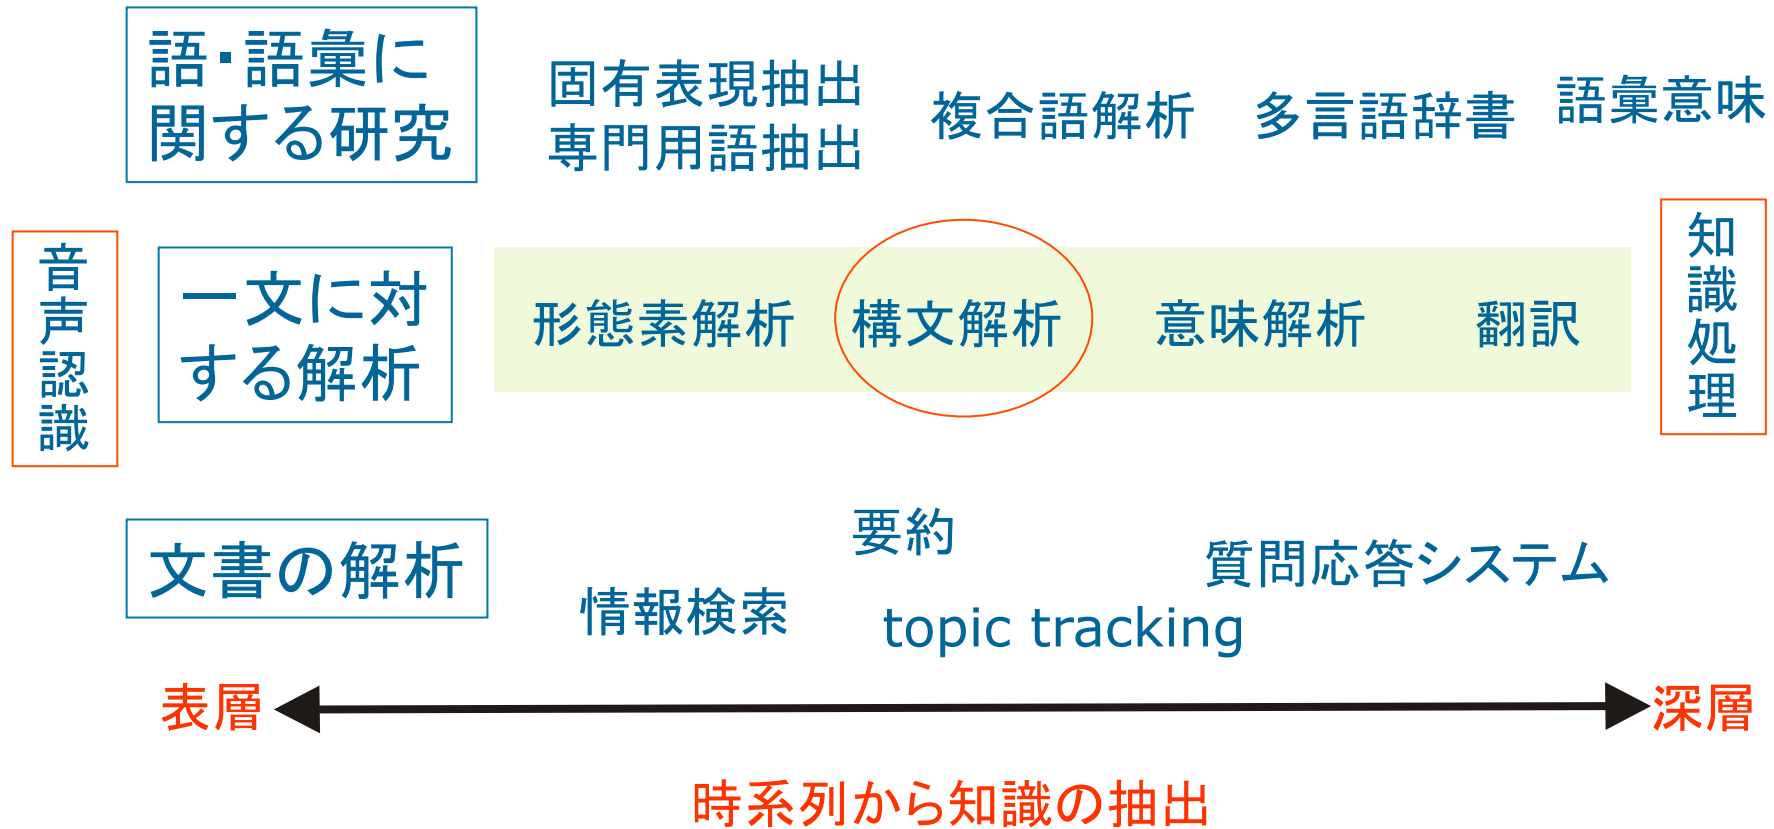 語・語彙に
関する研究
固有表現抽出
専門用語抽出
複合語解析
多言語辞書
語彙意味
音声認識
一文に対
する解析
形態素解析
構文解析
意味解析
翻訳
知識処理
文書の解析
情報検索
要約
topic tracking
質問応答システム
表層
深層
時系列から知識の抽出